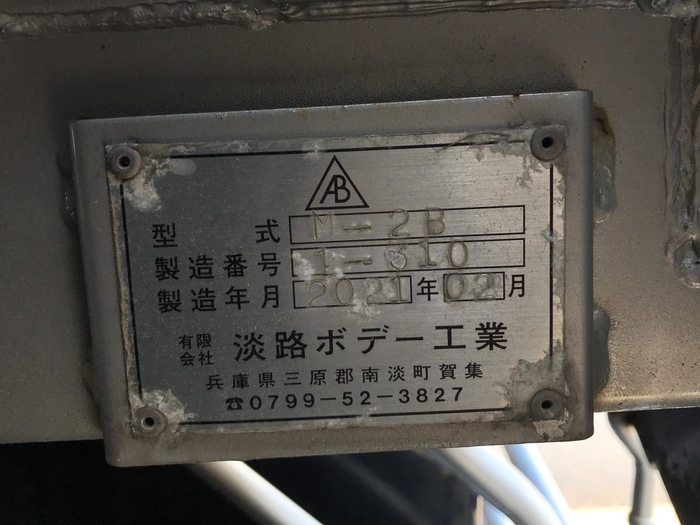 AB
型式 M-2B
製造番号 1-310
製造年月 2021年02月
有限会社 淡路ボデー工業
兵庫県三原郡南淡町賀集
☎0799-52-3827